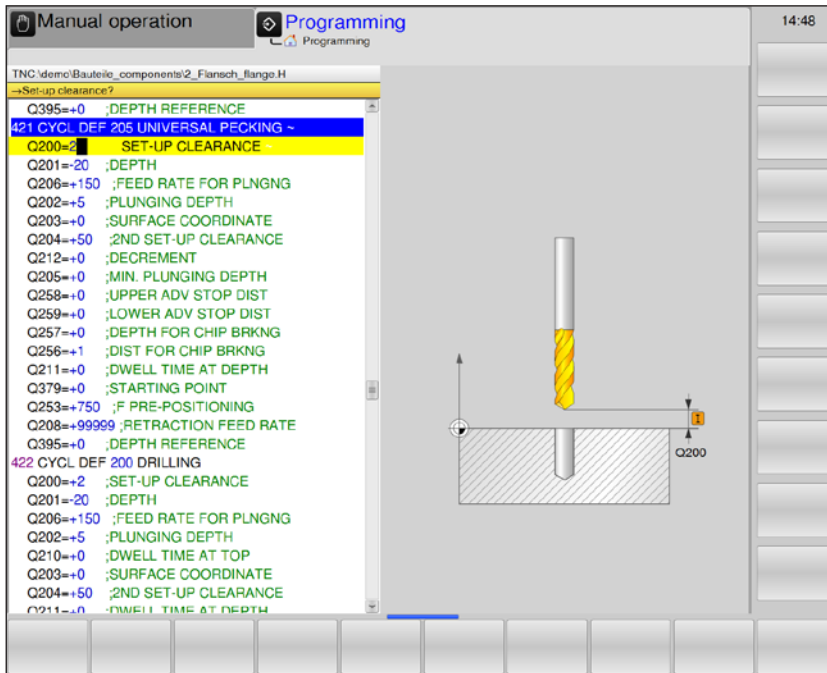 Manual operation
Programming
Programming
14:48
TNC:\demo\Bauteile_components\2_Flansch_flange.H
→Set-up clearance?
Q395=+0 ;DEPTH REFERENCE
421 CYCL DEF 205 UNIVERSAL PECKING ~
Q200=2 SET-UP CLEARANCE ~
Q201=-20 ;DEPTH
Q206=+150 ;FEED RATE FOR PLNGNG
Q202=+5 ;PLUNGING DEPTH
Q203=+0 ;SURFACE COORDINATE
Q204=+50 ;2ND SET-UP CLEARANCE
Q212=+0 ;DECREMENT
Q205=+0 ;MIN. PLUNGING DEPTH
Q258=+0 ;UPPER ADV STOP DIST
Q259=+0 ;LOWER ADV STOP DIST
Q257=+0 ;DEPTH FOR CHIP BRKNG
Q256=+1 ;DIST FOR CHIP BRKNG
Q211=+0 ;DWELL TIME AT DEPTH
Q379=+0 ;STARTING POINT
Q253=+750 ;F PRE-POSITIONING
Q208=+99999 ;RETRACTION FEED RATE
Q395=+0 ;DEPTH REFERENCE
422 CYCL DEF 200 DRILLING
Q200=+2 ;SET-UP CLEARANCE
Q201=-20 ;DEPTH
Q206=+150 ;FEED RATE FOR PLNGNG
Q202=+5 ;PLUNGING DEPTH
Q210=+0 ;DWELL TIME AT TOP
Q203=+0 ;SURFACE COORDINATE
Q204=+50 ;2ND SET-UP CLEARANCE
Q211=+0 ;DWELL TIME AT DEPTH
Q200